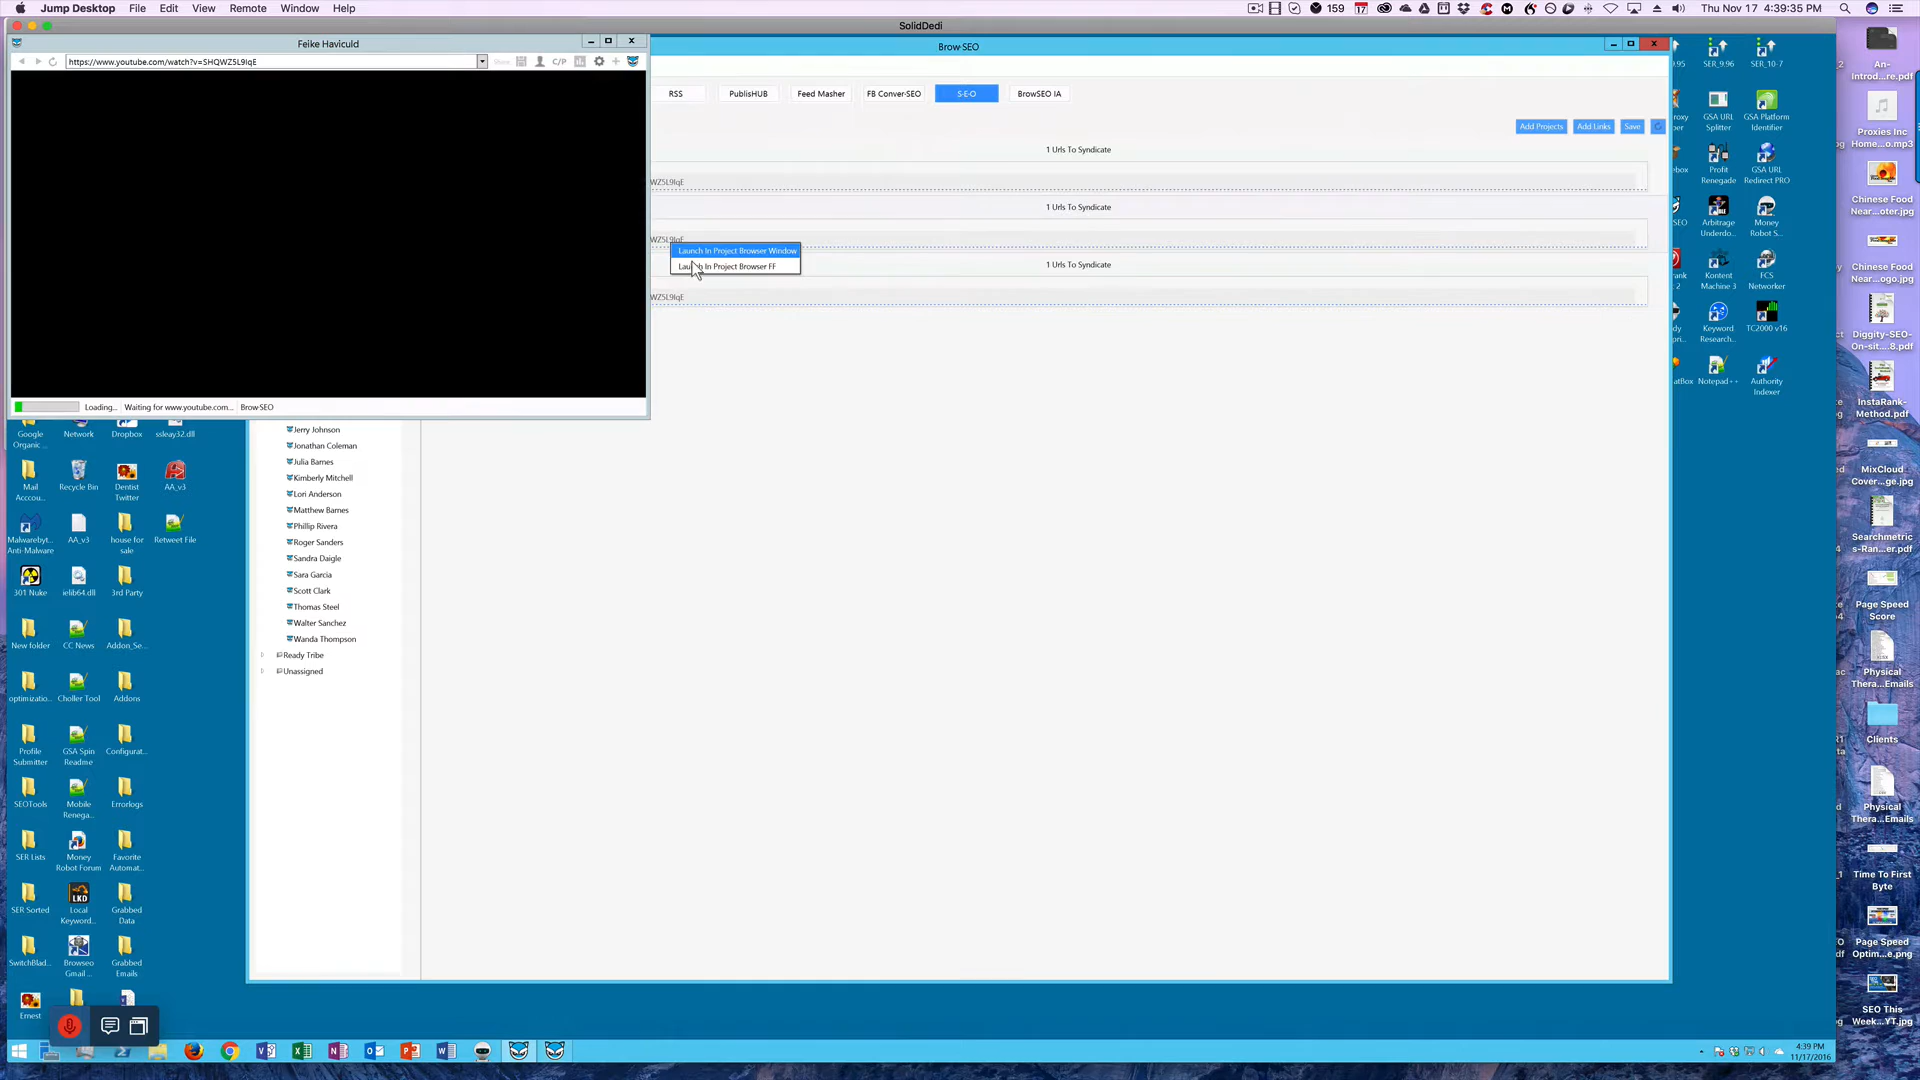 Jump Desktop File Edit View Remote Window Help
159
17
Thu Nov 17 4:39:35 PM
SolidDedi
Feike Haviculd
https://www.youtube.com/watch?v=SHQWZ5L9IqE
C/P
Loading...
Waiting for www.youtube.com...
Brow-SEO
Brow-SEO
RSS
PublisHUB
Feed Masher
FB Conver-SEO
S-E-O
BrowSEO IA
Add Projects
Add Links
Save
1 Urls To Syndicate
WZ5L9IqE
1 Urls To Syndicate
WZ5L9IqE
Launch In Project Browser Window
Launch In Project Browser FF
1 Urls To Syndicate
WZ5L9IqE
Jerry Johnson
Jonathan Coleman
Julia Barnes
Kimberly Mitchell
Lori Anderson
Matthew Barnes
Phillip Rivera
Roger Sanders
Sandra Daigle
Sara Garcia
Scott Clark
Thomas Steel
Walter Sanchez
Wanda Thompson
Ready Tribe
Unassigned
Google Organic ...
Network
Dropbox
ssleay32.dll
Mail Accou...
Recycle Bin
Dentist Twitter
AA_v3
Malwarebyt... Anti-Malware
AA_v3
house for sale
Retweet File
301 Nuke
ielib64.dll
3rd Party
New folder
CC News
Addon_Se...
optimizatio...
Choller Tool
Addons
Profile Submitter
GSA Spin Readme
Configurat...
SEOTools
Mobile Renega...
Errorlogs
SER Lists
Money Robot Forum
Favorite Automat...
SER Sorted
LKD
Local Keyword...
Grabbed Data
SwitchBlad...
Browseo Gmail ...
Grabbed Emails
Ernest
SER_9.96
SER_10-7
GSA URL Splitter
GSA Platform Identifier
Profit Renegade
GSA URL Redirect PRO
Arbitrage Underdo...
Money Robot S...
Kontent Machine 3
FCS Networker
Keyword Research...
TC2000 v16
Notepad++
Authority Indexer
An-Introd...re.pdf
Proxies Inc Home...o.mp3
Chinese Food Near...oter.jpg
Chinese Food Near...ogo.jpg
Diggity-SEO-On-sit....8.pdf
InstaRank-Method.pdf
MixCloud Cover...ge.jpg
Searchmetrics-Ran...er.pdf
Page Speed Score
Physical Thera...Emails
Clients
Physical Thera...Emails
Time To First Byte
Page Speed Optim...e.png
SEO This Week...YT.jpg
4:39 PM
11/17/2016